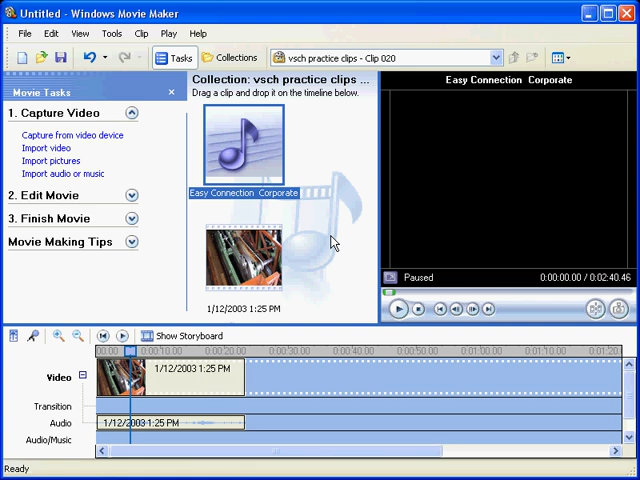 Untitled - Windows Movie Maker
File Edit View Tools Clip Play Help
Tasks Collections vsch practice clips - Clip 020
Movie Tasks
1. Capture Video
Capture from video device
Import video
Import pictures
Import audio or music
2. Edit Movie
3. Finish Movie
Movie Making Tips
Collection: vsch practice clips ...
Drag a clip and drop it on the timeline below.
Easy Connection Corporate
1/12/2003 1:25 PM
Easy Connection Corporate
Paused 0:00:00.00 / 0:02:40.46
Show Storyboard
00.00 0:00:10.00 0:00:20.00 0:00:30.00 0:00:40.00 0:00:50.00 0:01:00.00 0:01:10.00 0:01:20
Video 1/12/2003 1:25 PM
Transition
Audio 1/12/2003 1:25 PM
Audio/Music
Ready